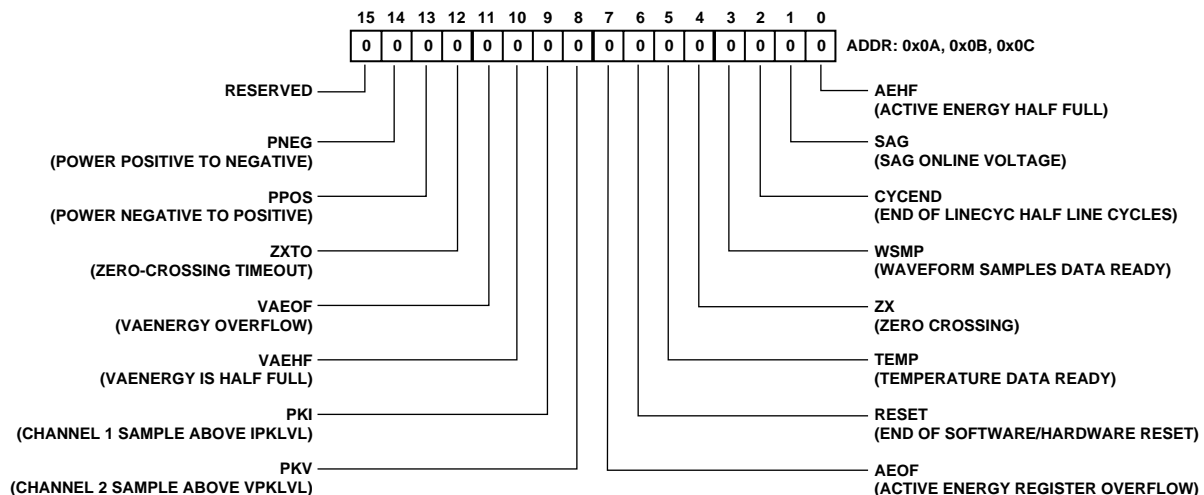 15 14 13 12 11 10 9 8 7 6 5 4 3 2 1 0
0 0 0 0 0 0 0 0 0 0 0 0 0 0 0 0 ADDR: 0x0A, 0x0B, 0x0C
RESERVED
PNEG
(POWER POSITIVE TO NEGATIVE)
PPOS
(POWER NEGATIVE TO POSITIVE)
ZXTO
(ZERO-CROSSING TIMEOUT)
VAEOF
(VAENERGY OVERFLOW)
VAEHF
(VAENERGY IS HALF FULL)
PKI
(CHANNEL 1 SAMPLE ABOVE IPKLVL)
PKV
(CHANNEL 2 SAMPLE ABOVE VPKLVL)
AEHF
(ACTIVE ENERGY HALF FULL)
SAG
(SAG ONLINE VOLTAGE)
CYCEND
(END OF LINECYC HALF LINE CYCLES)
WSMP
(WAVEFORM SAMPLES DATA READY)
ZX
(ZERO CROSSING)
TEMP
(TEMPERATURE DATA READY)
RESET
(END OF SOFTWARE/HARDWARE RESET)
AEOF
(ACTIVE ENERGY REGISTER OVERFLOW)